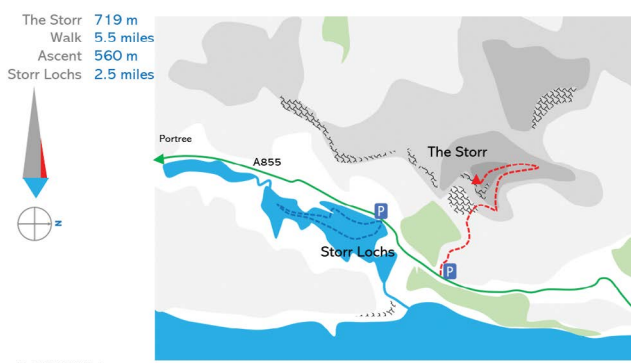 The Storr 719 m
Walk 5.5 miles
Ascent 560 m
Storr Lochs 2.5 miles
Portree
A855
The Storr
P
Storr Lochs
P
N